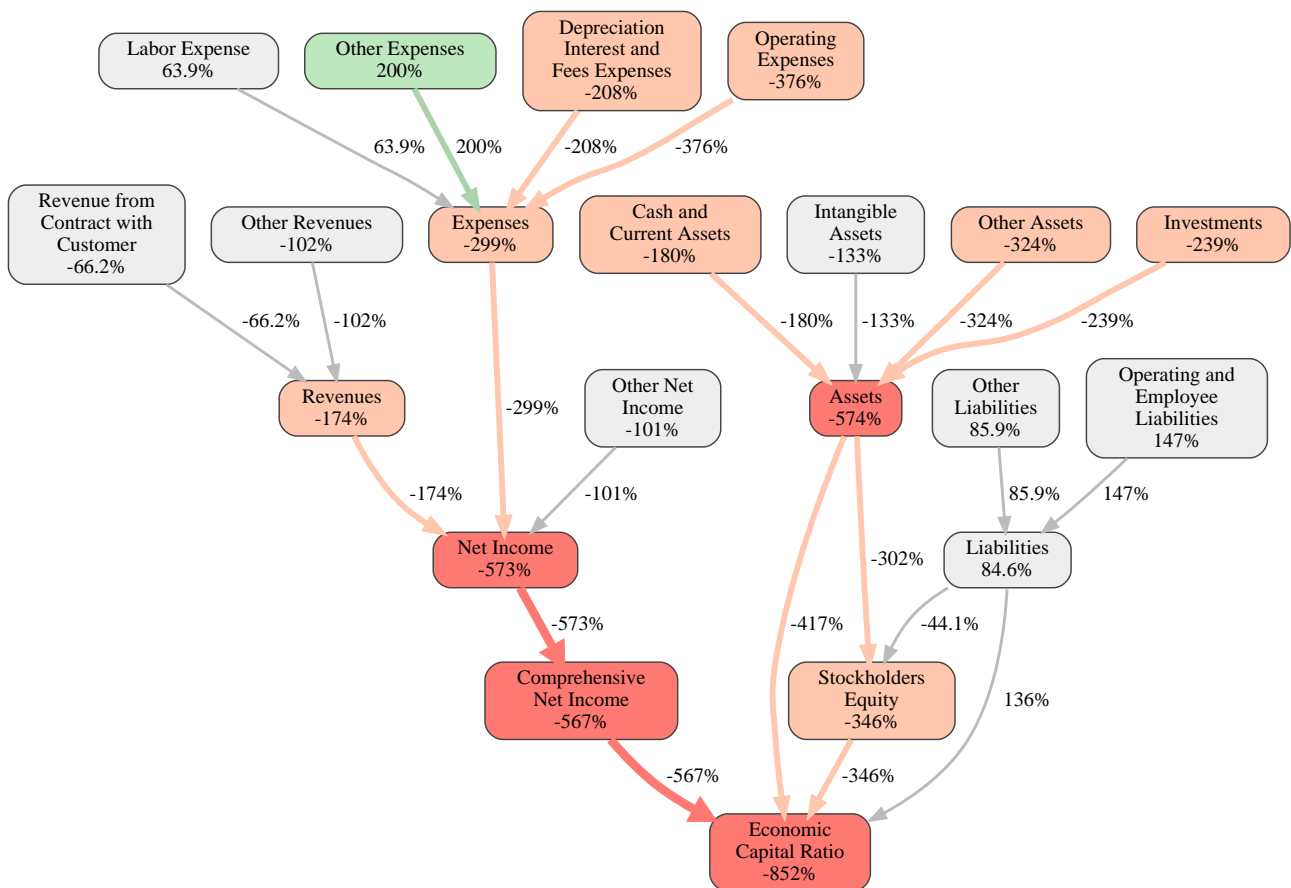 Labor Expense
63.9%
Other Expenses
200%
Depreciation
Interest and
Fees Expenses
-208%
Operating
Expenses
-376%
63.9%
200%
-208%
-376%
Revenue from
Contract with
Customer
-66.2%
Other Revenues
-102%
Expenses
-299%
Cash and
Current Assets
-180%
Intangible
Assets
-133%
Other Assets
-324%
Investments
-239%
-66.2%
-102%
-180%
-133%
-324%
-239%
Revenues
-174%
-299%
Other Net
Income
-101%
Assets
-574%
Other
Liabilities
85.9%
Operating and
Employee
Liabilities
147%
-174%
-101%
85.9%
147%
Net Income
-573%
-302%
Liabilities
84.6%
-573%
-417%
-44.1%
Comprehensive
Net Income
-567%
Stockholders
Equity
-346%
136%
-567%
-346%
Economic
Capital Ratio
-852%